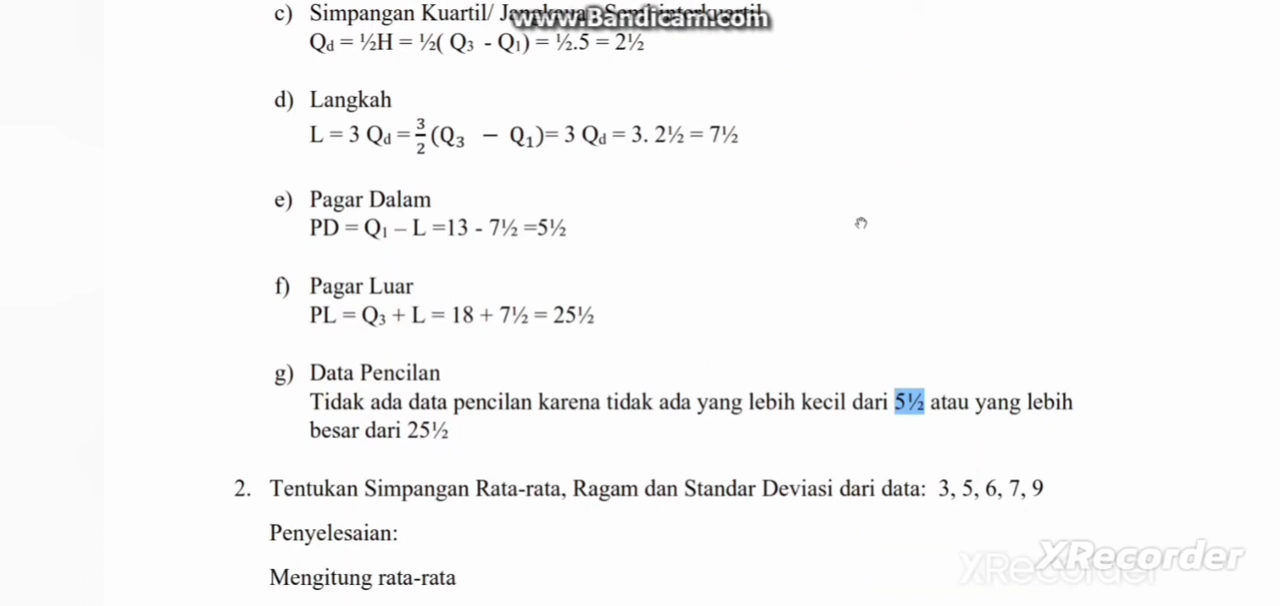 c) Simpangan Kuartil/
www.Bandicam.com
Qd = ½H = ½( Q3 - Q1) = ½.5 = 2½
d) Langkah
L = 3 Qd = 3/2 (Q3 − Q1)= 3 Qd = 3. 2½ = 7½
e) Pagar Dalam
PD = Q1 – L =13 - 7½ =5½
f) Pagar Luar
PL = Q3 + L = 18 + 7½ = 25½
g) Data Pencilan
Tidak ada data pencilan karena tidak ada yang lebih kecil dari 5½ atau yang lebih
besar dari 25½
2. Tentukan Simpangan Rata-rata, Ragam dan Standar Deviasi dari data: 3, 5, 6, 7, 9
Penyelesaian:
Mengitung rata-rata
XRecorder